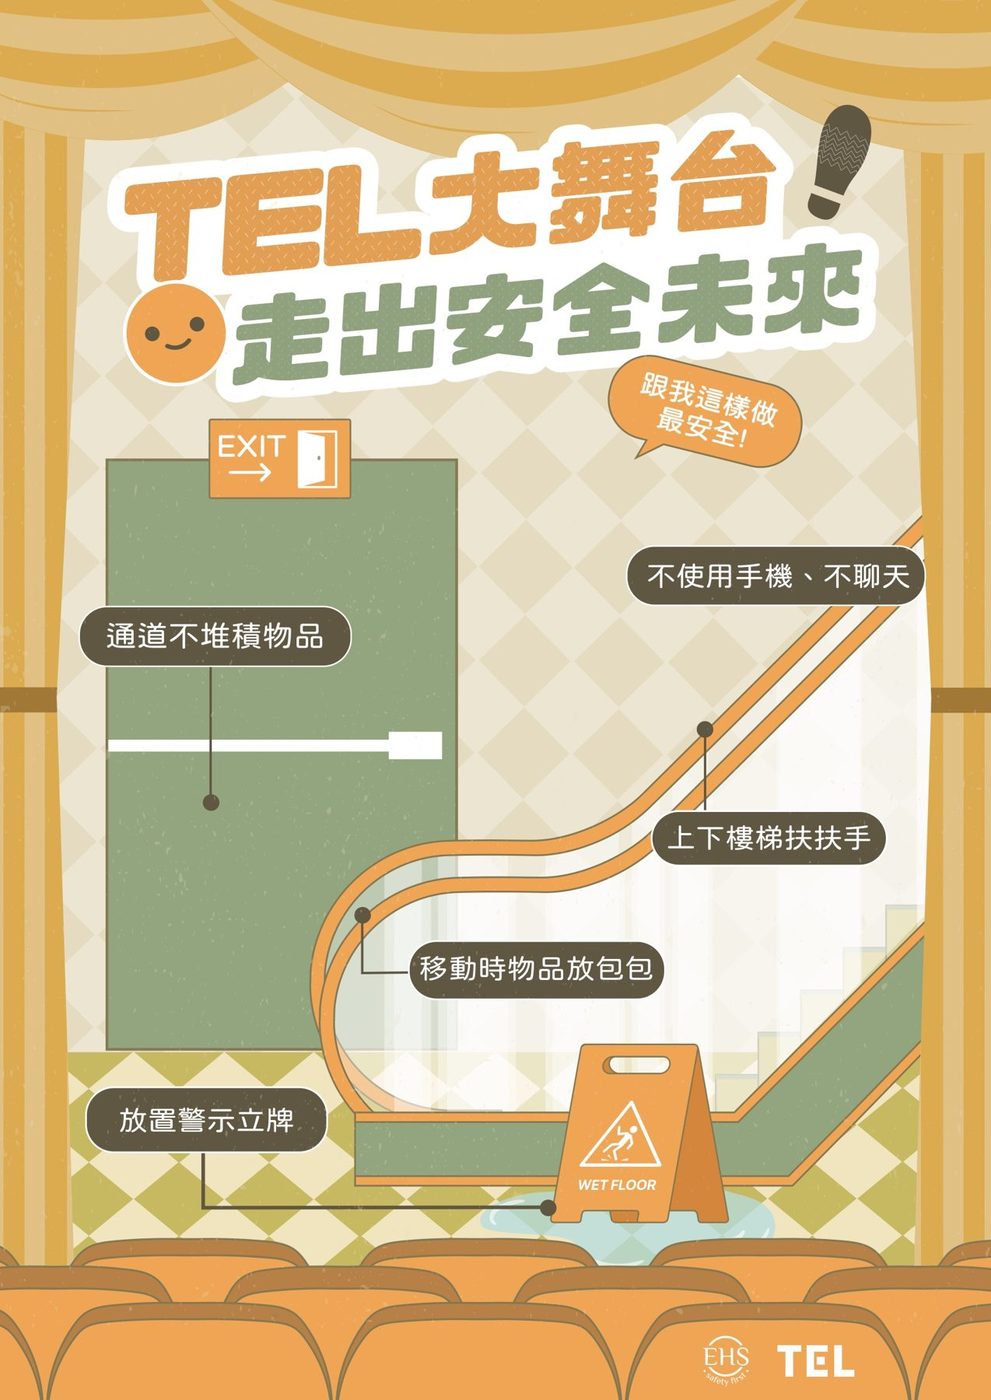 TEL大舞台
走出安全未來
跟我這樣做
最安全!
EXIT
不使用手機、不聊天
通道不堆積物品
上下樓梯扶扶手
移動時物品放包包
放置警示立牌
WET FLOOR
EHS
safety first
TEL